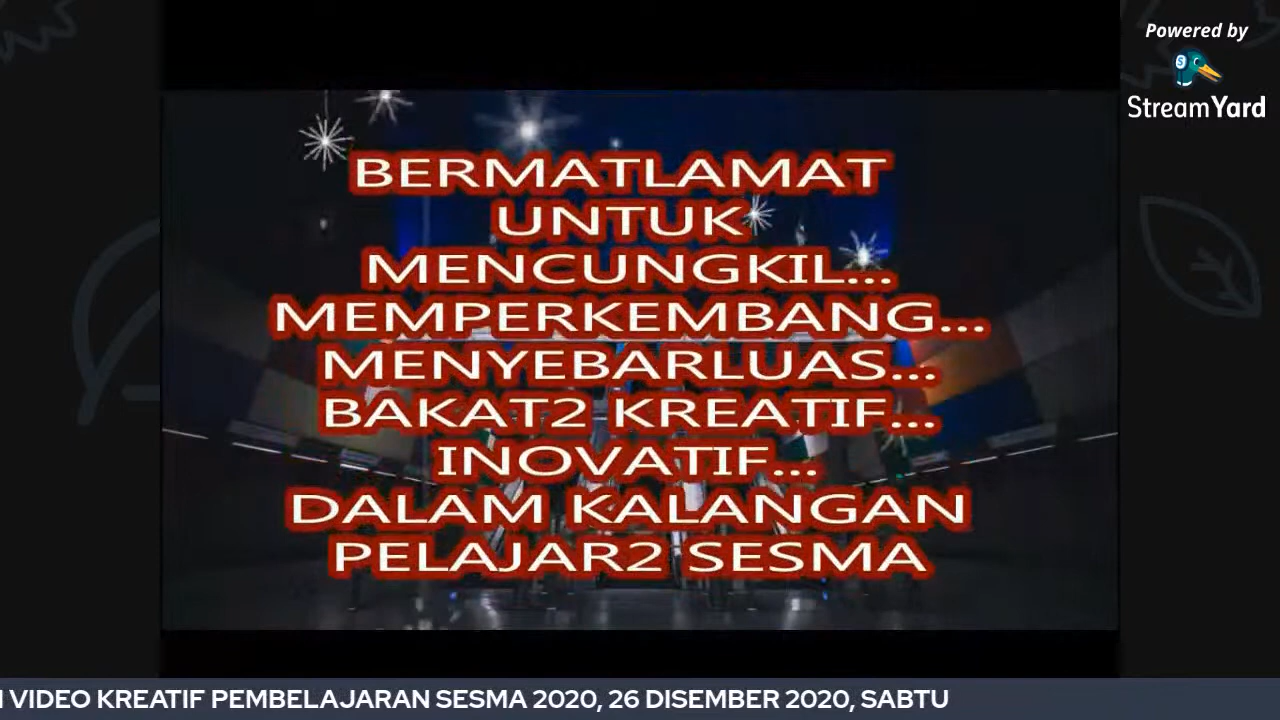 Powered by
StreamYard
BERMATLAMAT
UNTUK
MENCUNGKIL...
MEMPERKEMBANG...
MENYEBARLUAS...
BAKAT2 KREATIF...
INOVATIF...
DALAM KALANGAN
PELAJAR2 SESMA
VIDEO KREATIF PEMBELAJARAN SESMA 2020, 26 DISEMBER 2020, SABTU